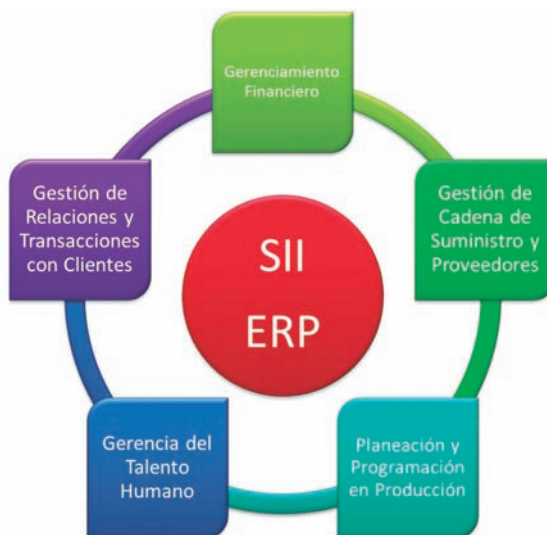 Gerenciamiento
Financiero
Gestión de
Relaciones y
Transacciones
con Clientes
Gestión de
Cadena de
Suministro y
Proveedores
SII
ERP
Gerencia del
Talento
Humano
Planeación y
Programación
en Producción